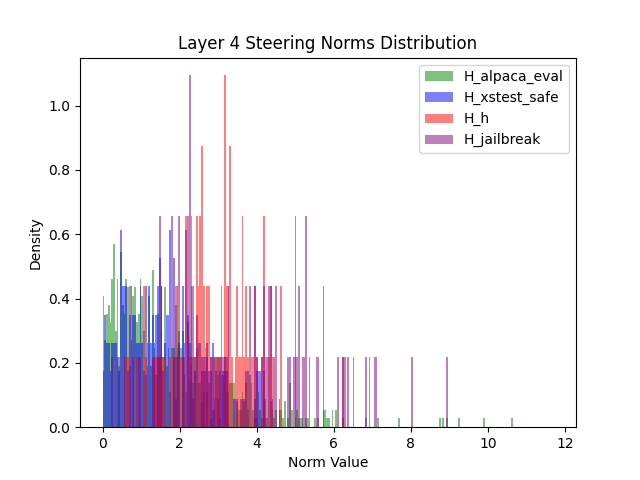 Layer 4 Steering Norms Distribution
H_alpaca_eval
H_xstest_safe
H_h
H_jailbreak
Density
1.0
0.8
0.6
0.4
0.2
0.0
0 2 4 6 8 10 12
Norm Value